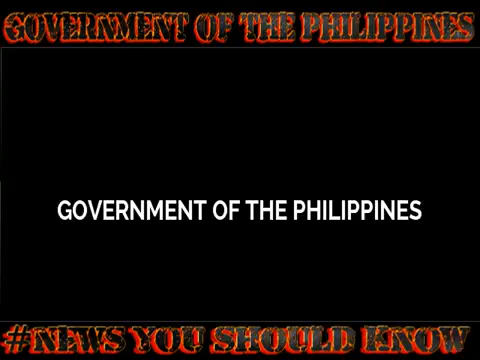 GOVERNMENT OF THE PHILIPPINES
GOVERNMENT OF THE PHILIPPINES
#NEWS YOU SHOULD KNOW